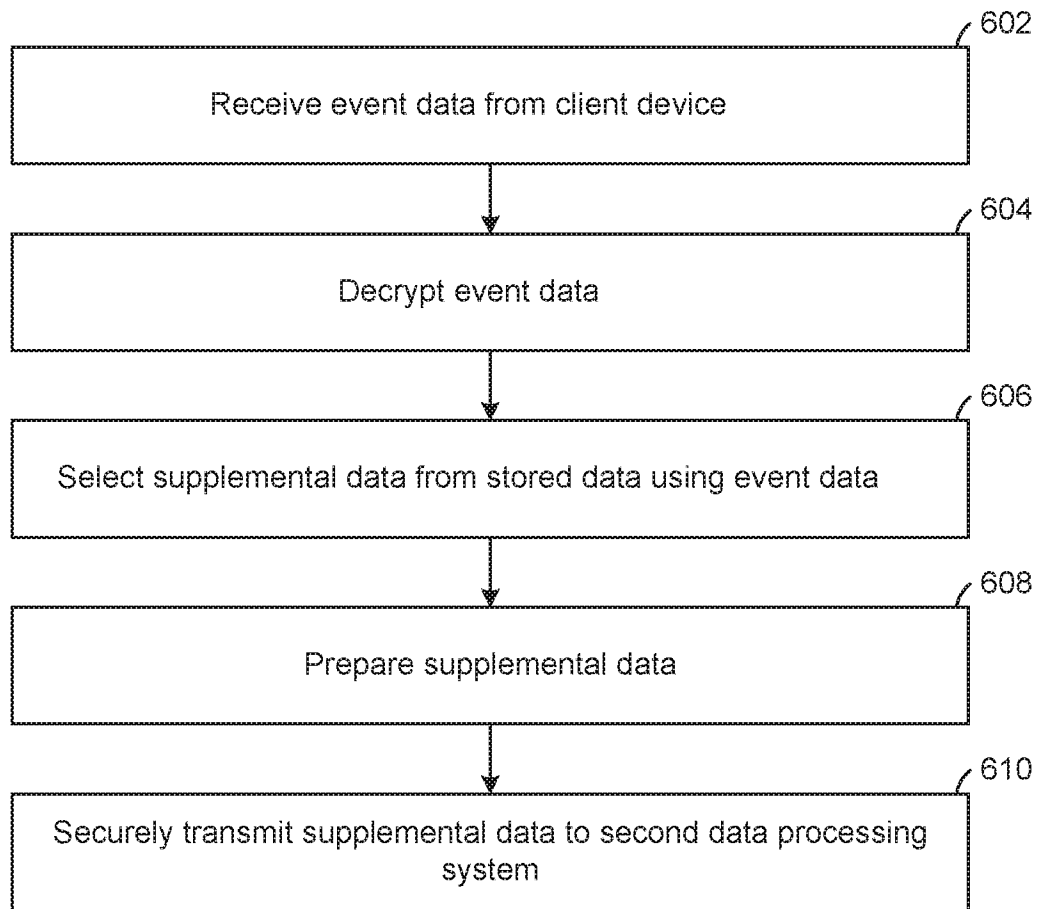 602
Receive event data from client device
604
Decrypt event data
606
Select supplemental data from stored data using event data
608
Prepare supplemental data
610
Securely transmit supplemental data to second data processing
system